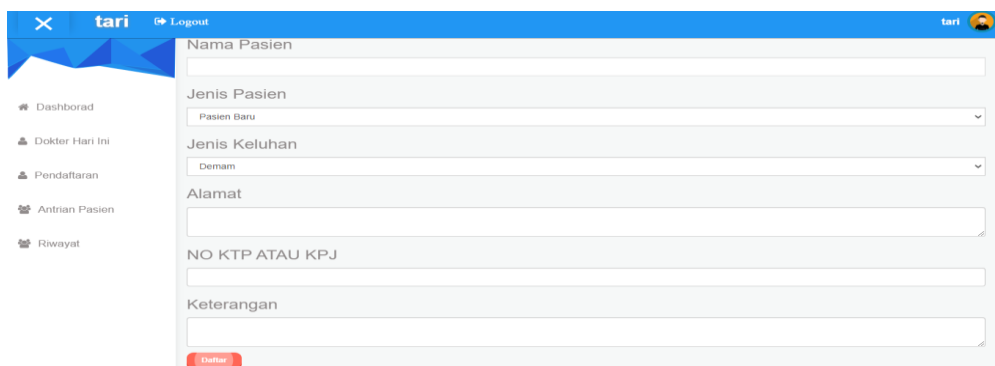 tari Logout tari
Nama Pasien
Jenis Pasien
Pasien Baru
Jenis Keluhan
Demam
Alamat
NO KTP ATAU KPJ
Keterangan
Daftar
Dashborad
Dokter Hari Ini
Pendaftaran
Antrian Pasien
Riwayat